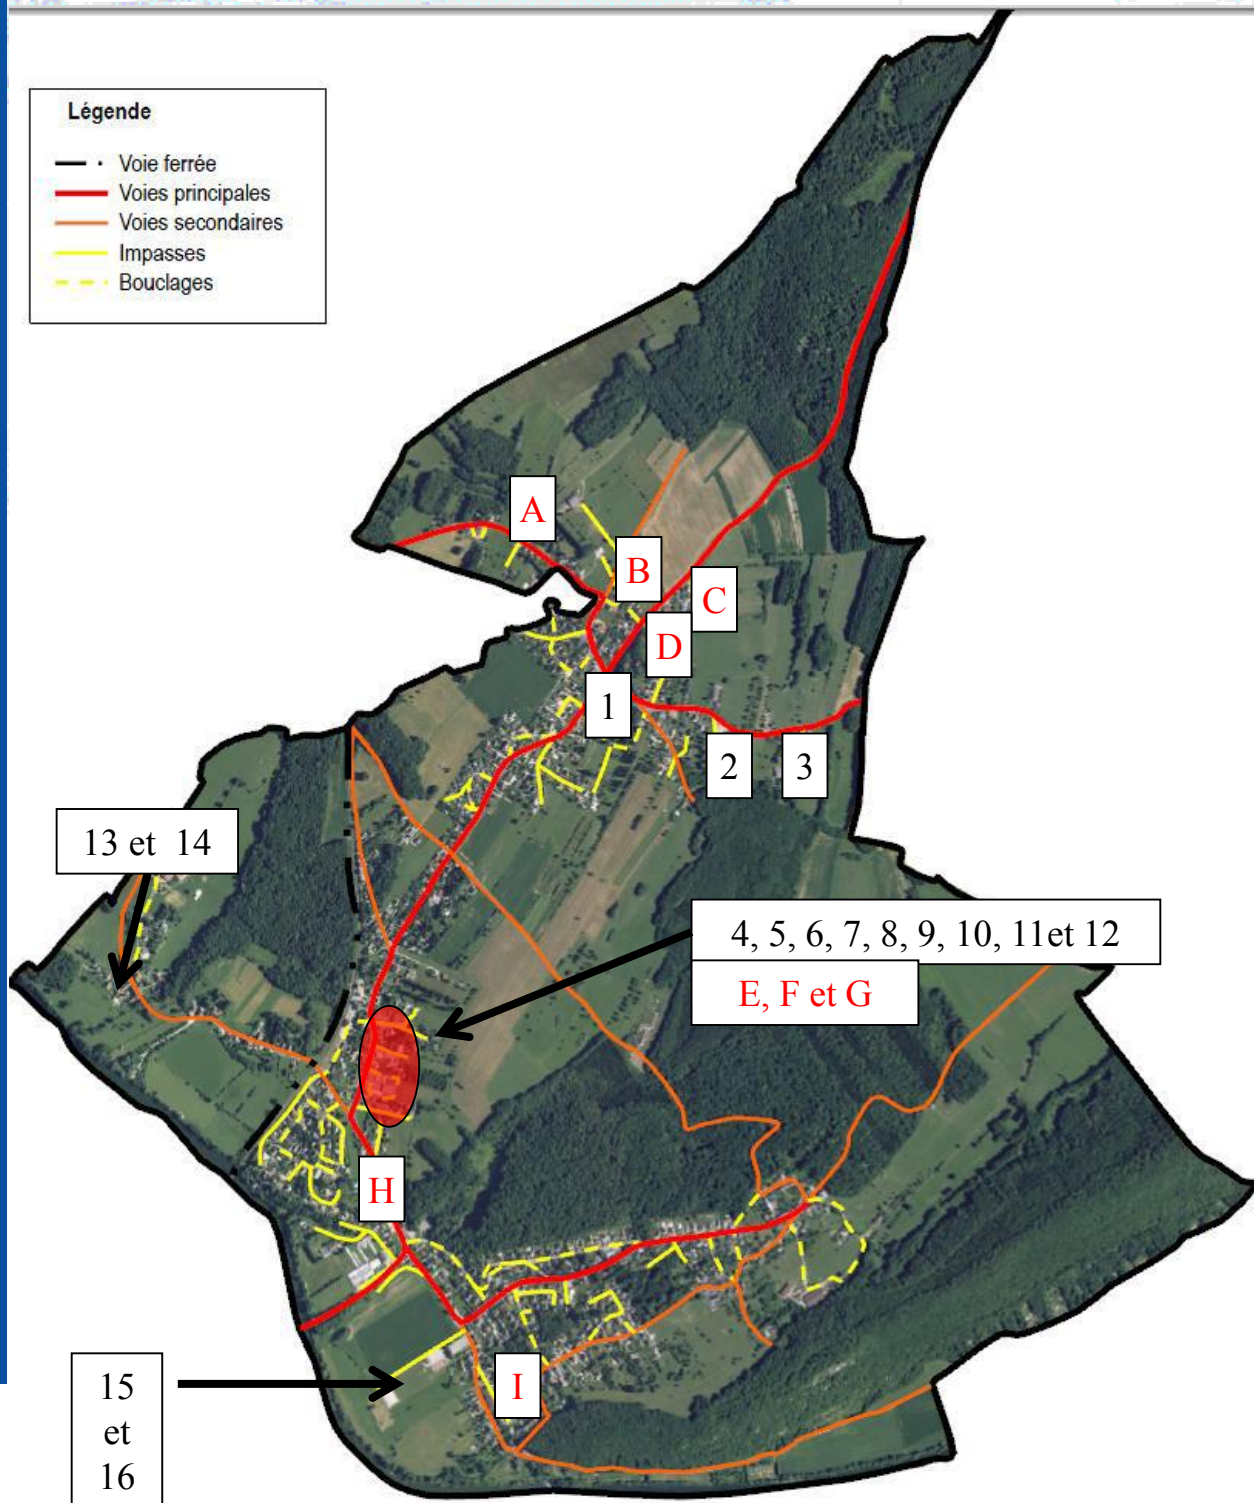 Légende
Voie ferrée
Voies principales
Voies secondaires
Impasses
Bouclages
A
B
C
D
1
2
3
13 et 14
4, 5, 6, 7, 8, 9, 10, 11et 12
E, F et G
H
I
15
et
16